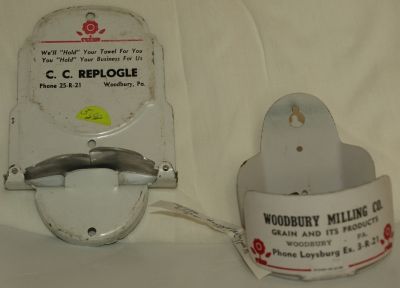 We'll "Hold" Your Towel For You
You "Hold" Your Business For Us
C. C. REPLOGLE
Phone 25-R-21 Woodbury, Pa.
WOODBURY MILLING CO.
GRAIN AND ITS PRODUCTS
WOODBURY PA.
Phone Loysburg Ex. 3-R-21